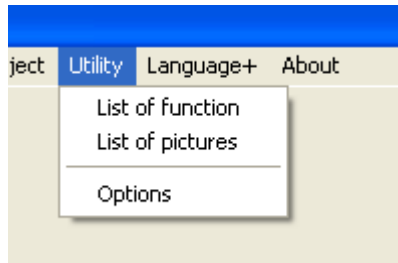 ject Utility Language+ About
List of function
List of pictures
Options